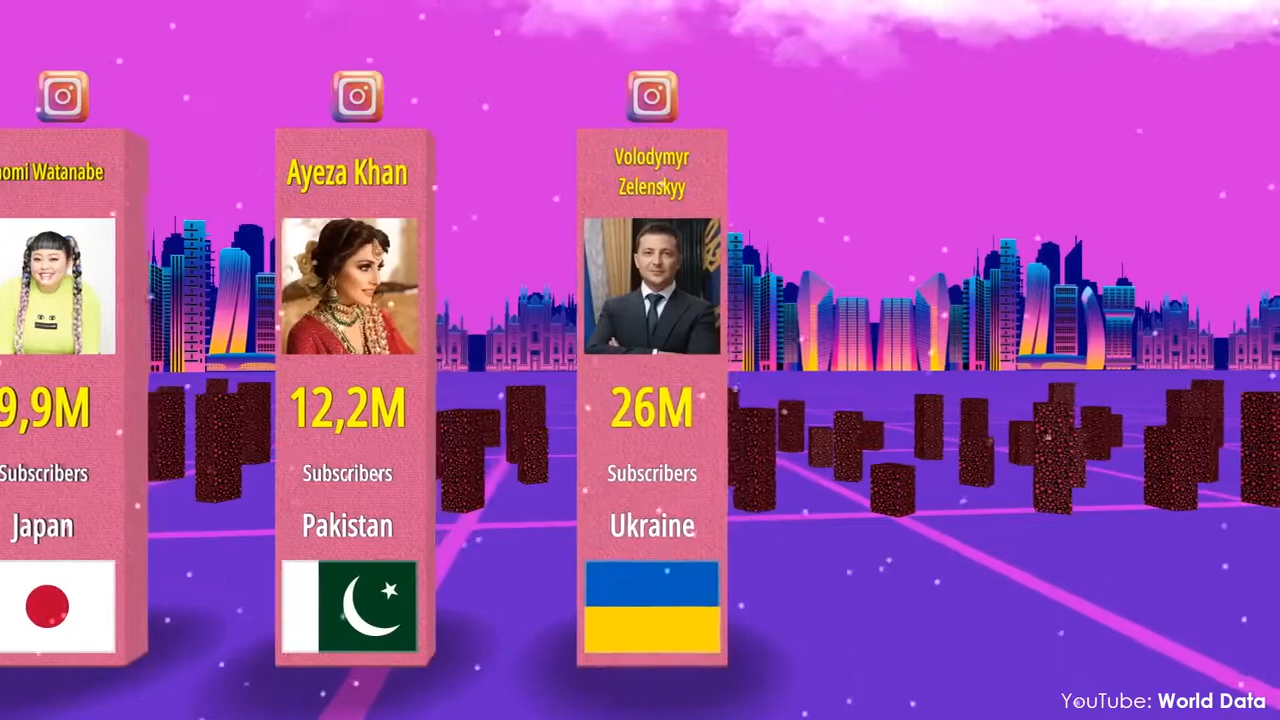 omi Watanabe
9,9M
Subscribers
Japan
Ayeza Khan
12,2M
Subscribers
Pakistan
Volodymyr
Zelenskyy
26M
Subscribers
Ukraine
YouTube: World Data